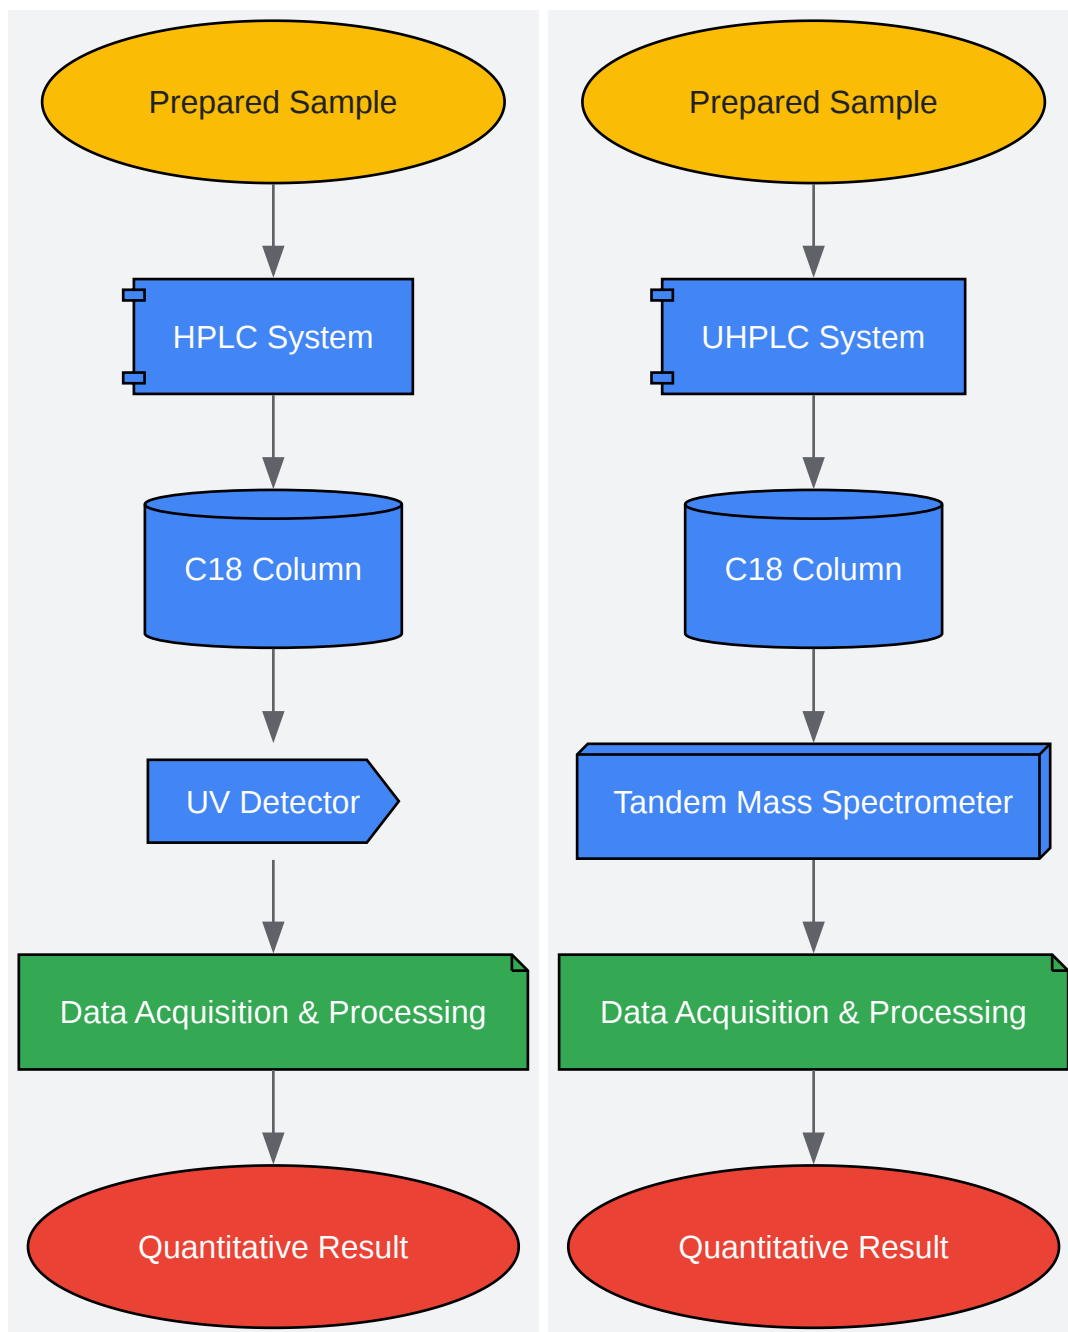 Prepared Sample
HPLC System
C18 Column
UV Detector
Data Acquisition & Processing
Quantitative Result
Prepared Sample
UHPLC System
C18 Column
Tandem Mass Spectrometer
Data Acquisition & Processing
Quantitative Result